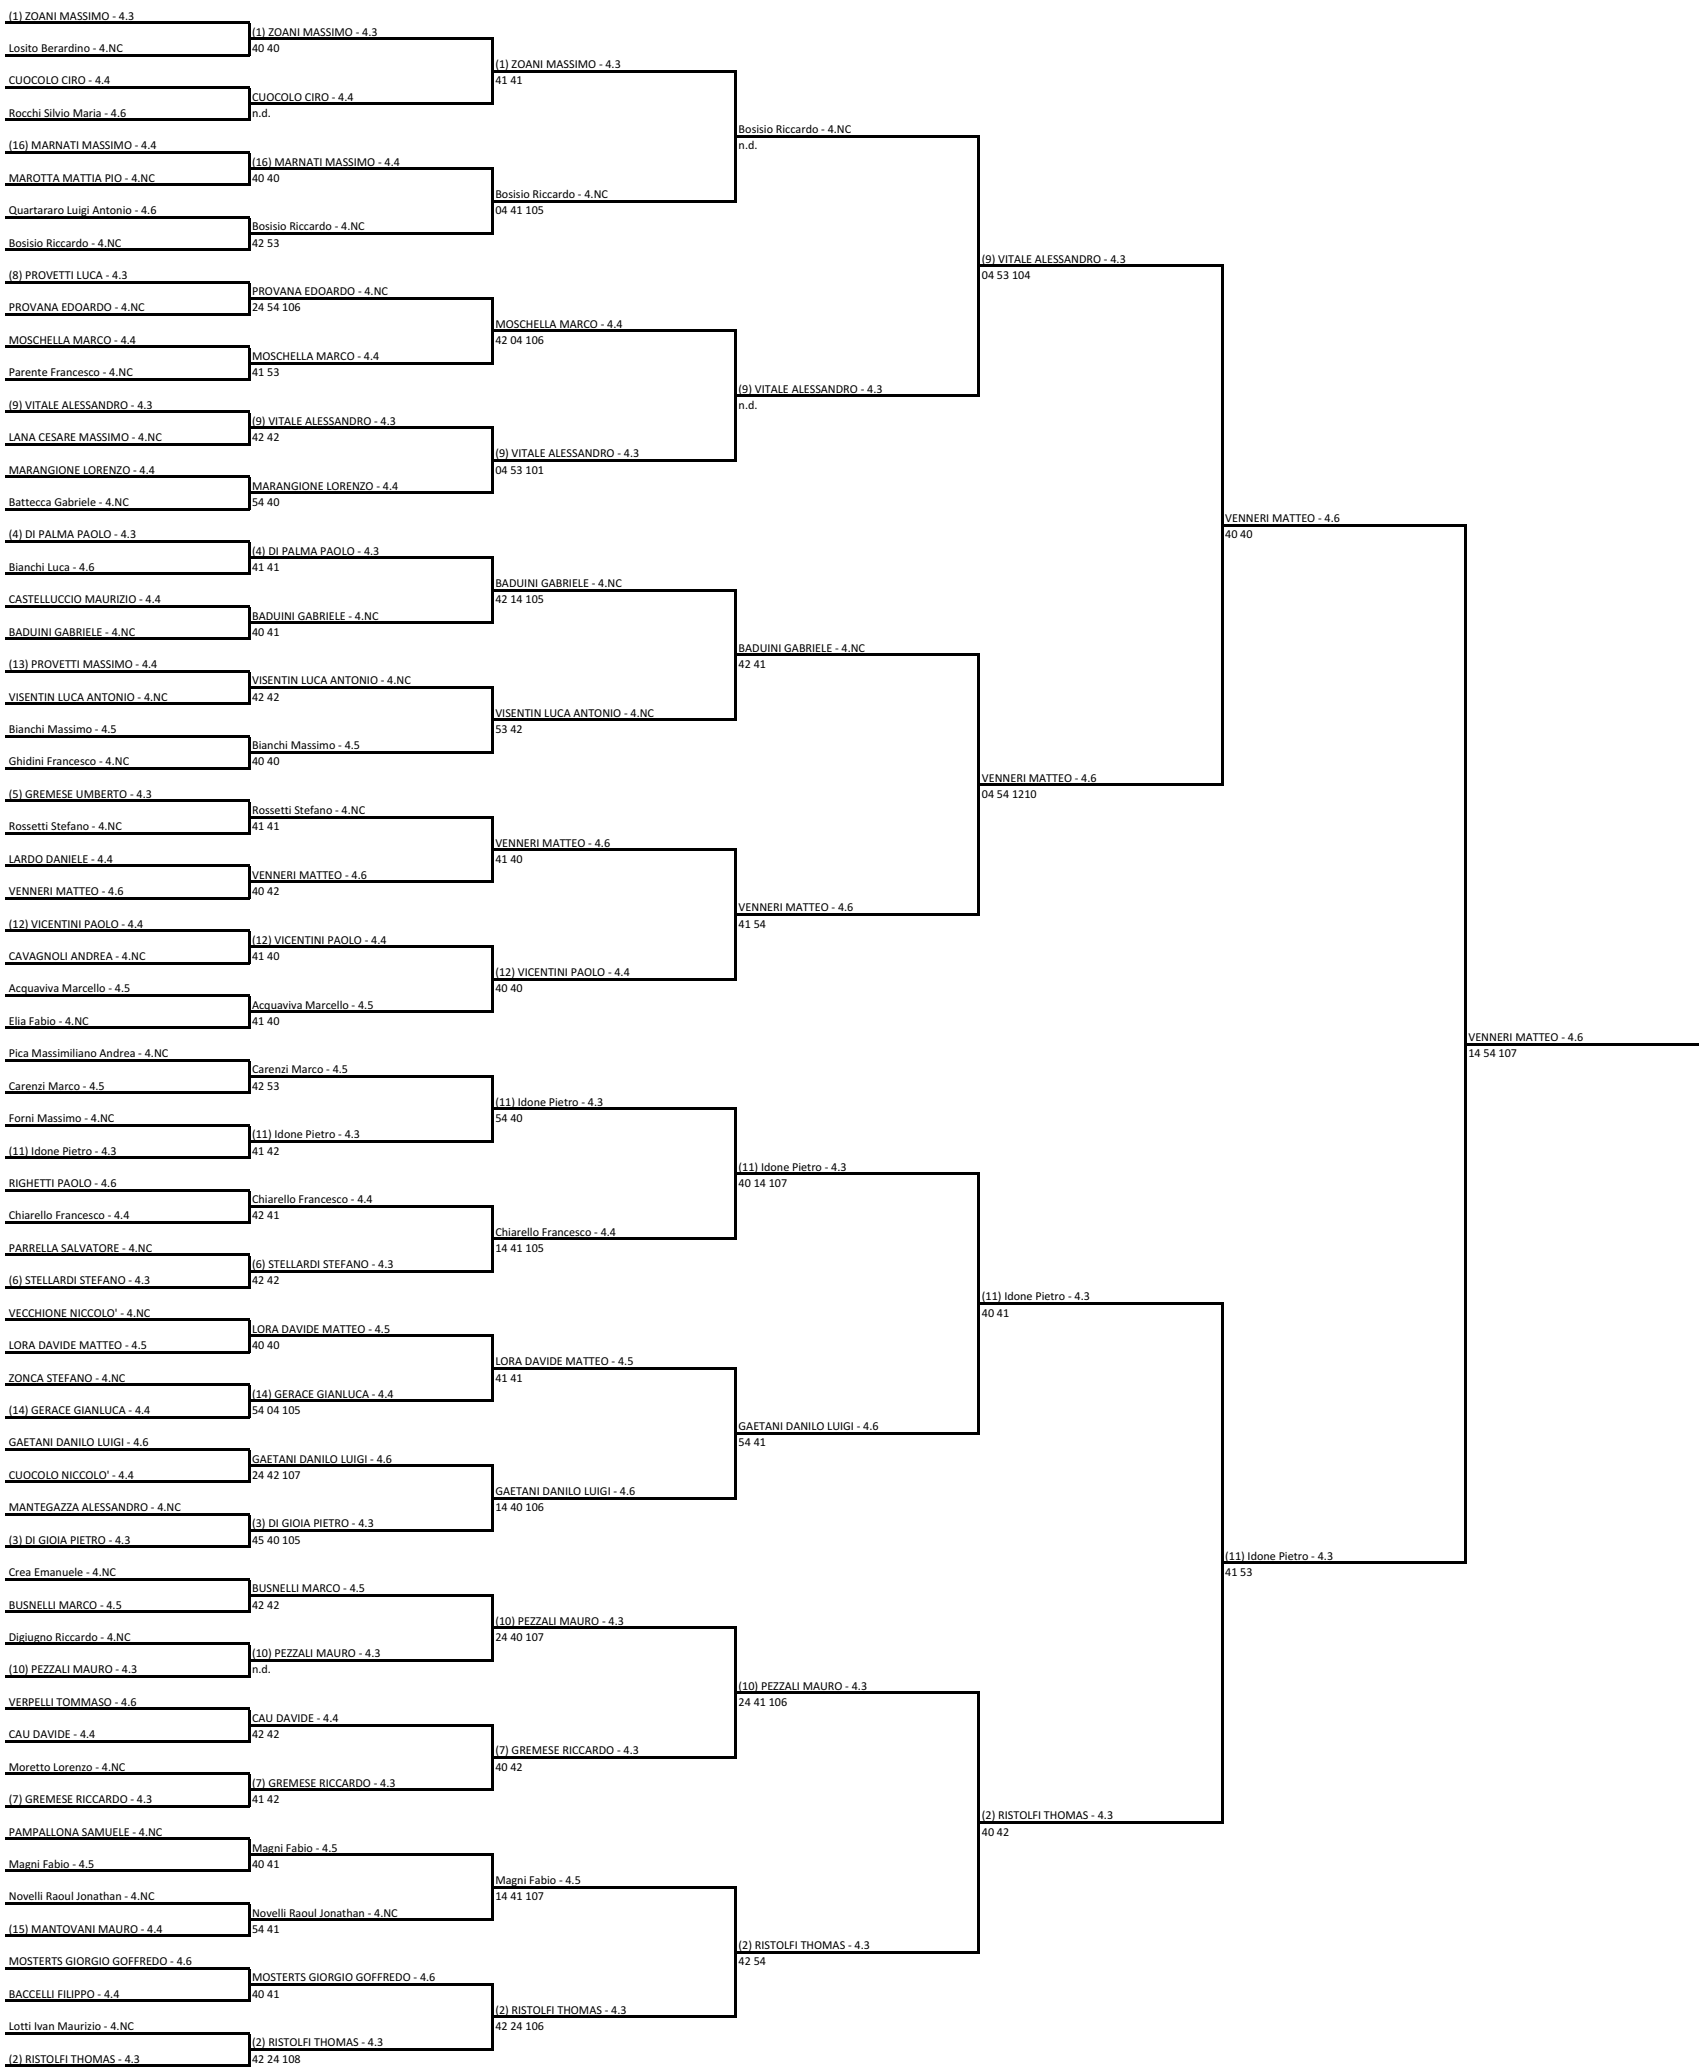 (1) ZOANI MASSIMO - 4.3
Losito Berardino - 4.NC
CUOCOLO CIRO - 4.4
Rocchi Silvio Maria - 4.6
(16) MARNATI MASSIMO - 4.4
MAROTTA MATTIA PIO - 4.NC
Quartararo Luigi Antonio - 4.6
Bosisio Riccardo - 4.NC
(8) PROVETTI LUCA - 4.3
PROVANA EDOARDO - 4.NC
MOSCHELLA MARCO - 4.4
Parente Francesco - 4.NC
(9) VITALE ALESSANDRO - 4.3
LANA CESARE MASSIMO - 4.NC
MARANGIONE LORENZO - 4.4
Battecca Gabriele - 4.NC
(4) DI PALMA PAOLO - 4.3
Bianchi Luca - 4.6
CASTELLUCCIO MAURIZIO - 4.4
BADUINI GABRIELE - 4.NC
(13) PROVETTI MASSIMO - 4.4
VISENTIN LUCA ANTONIO - 4.NC
Bianchi Massimo - 4.5
Ghidini Francesco - 4.NC
(5) GREMESE UMBERTO - 4.3
Rossetti Stefano - 4.NC
LARDO DANIELE - 4.4
VENNERI MATTEO - 4.6
(12) VICENTINI PAOLO - 4.4
CAVAGNOLI ANDREA - 4.NC
Acquaviva Marcello - 4.5
Elia Fabio - 4.NC
Pica Massimiliano Andrea - 4.NC
Carenzi Marco - 4.5
Forni Massimo - 4.NC
(11) Idone Pietro - 4.3
RIGHETTI PAOLO - 4.6
Chiarello Francesco - 4.4
PARRELLA SALVATORE - 4.NC
(6) STELLARDI STEFANO - 4.3
VECCHIONE NICCOLO' - 4.NC
LORA DAVIDE MATTEO - 4.5
ZONCA STEFANO - 4.NC
(14) GERACE GIANLUCA - 4.4
GAETANI DANILO LUIGI - 4.6
CUOCOLO NICCOLO' - 4.4
MANTEGAZZA ALESSANDRO - 4.NC
(3) DI GIOIA PIETRO - 4.3
Crea Emanuele - 4.NC
BUSNELLI MARCO - 4.5
Digiugno Riccardo - 4.NC
(10) PEZZALI MAURO - 4.3
VERPELLI TOMMASO - 4.6
CAU DAVIDE - 4.4
Moretto Lorenzo - 4.NC
(7) GREMESE RICCARDO - 4.3
PAMPALLONA SAMUELE - 4.NC
Magni Fabio - 4.5
Novelli Raoul Jonathan - 4.NC
(15) MANTOVANI MAURO - 4.4
MOSTERTS GIORGIO GOFFREDO - 4.6
BACCELLI FILIPPO - 4.4
Lotti Ivan Maurizio - 4.NC
(2) RISTOLFI THOMAS - 4.3
(1) ZOANI MASSIMO - 4.3
40 40
CUOCOLO CIRO - 4.4
n.d.
(16) MARNATI MASSIMO - 4.4
40 40
Bosisio Riccardo - 4.NC
42 53
PROVANA EDOARDO - 4.NC
24 54 106
MOSCHELLA MARCO - 4.4
41 53
(9) VITALE ALESSANDRO - 4.3
42 42
MARANGIONE LORENZO - 4.4
54 40
(4) DI PALMA PAOLO - 4.3
41 41
BADUINI GABRIELE - 4.NC
40 41
VISENTIN LUCA ANTONIO - 4.NC
42 42
Bianchi Massimo - 4.5
40 40
Rossetti Stefano - 4.NC
41 41
VENNERI MATTEO - 4.6
40 42
(12) VICENTINI PAOLO - 4.4
41 40
Acquaviva Marcello - 4.5
41 40
Carenzi Marco - 4.5
42 53
(11) Idone Pietro - 4.3
41 42
Chiarello Francesco - 4.4
42 41
(6) STELLARDI STEFANO - 4.3
42 42
LORA DAVIDE MATTEO - 4.5
40 40
(14) GERACE GIANLUCA - 4.4
54 04 105
GAETANI DANILO LUIGI - 4.6
24 42 107
(3) DI GIOIA PIETRO - 4.3
45 40 105
BUSNELLI MARCO - 4.5
42 42
(10) PEZZALI MAURO - 4.3
n.d.
CAU DAVIDE - 4.4
42 42
(7) GREMESE RICCARDO - 4.3
41 42
Magni Fabio - 4.5
40 41
Novelli Raoul Jonathan - 4.NC
54 41
MOSTERTS GIORGIO GOFFREDO - 4.6
40 41
(2) RISTOLFI THOMAS - 4.3
42 24 108
(1) ZOANI MASSIMO - 4.3
41 41
Bosisio Riccardo - 4.NC
04 41 105
MOSCHELLA MARCO - 4.4
42 04 106
(9) VITALE ALESSANDRO - 4.3
04 53 101
BADUINI GABRIELE - 4.NC
42 14 105
VISENTIN LUCA ANTONIO - 4.NC
53 42
VENNERI MATTEO - 4.6
41 40
(12) VICENTINI PAOLO - 4.4
40 40
(11) Idone Pietro - 4.3
54 40
Chiarello Francesco - 4.4
14 41 105
LORA DAVIDE MATTEO - 4.5
41 41
GAETANI DANILO LUIGI - 4.6
14 40 106
(10) PEZZALI MAURO - 4.3
24 40 107
(7) GREMESE RICCARDO - 4.3
40 42
Magni Fabio - 4.5
14 41 107
(2) RISTOLFI THOMAS - 4.3
42 24 106
Bosisio Riccardo - 4.NC
n.d.
(9) VITALE ALESSANDRO - 4.3
n.d.
BADUINI GABRIELE - 4.NC
42 41
VENNERI MATTEO - 4.6
41 54
(11) Idone Pietro - 4.3
40 14 107
GAETANI DANILO LUIGI - 4.6
54 41
(10) PEZZALI MAURO - 4.3
24 41 106
(2) RISTOLFI THOMAS - 4.3
42 54
(9) VITALE ALESSANDRO - 4.3
04 53 104
VENNERI MATTEO - 4.6
04 54 1210
(11) Idone Pietro - 4.3
40 41
(2) RISTOLFI THOMAS - 4.3
40 42
VENNERI MATTEO - 4.6
40 40
(11) Idone Pietro - 4.3
41 53
VENNERI MATTEO - 4.6
14 54 107